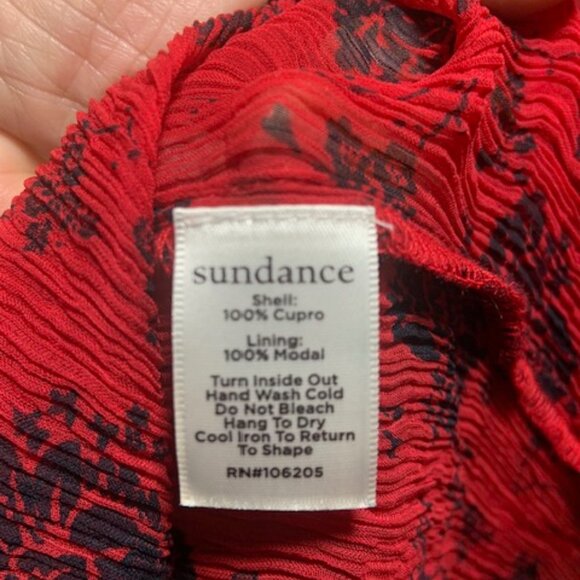 sundance
Shell:
100% Cupro
Lining:
100% Modal
Turn Inside Out
Hand Wash Cold
Do Not Bleach
Hang To Dry
Cool Iron To Return
To Shape
RN#106205